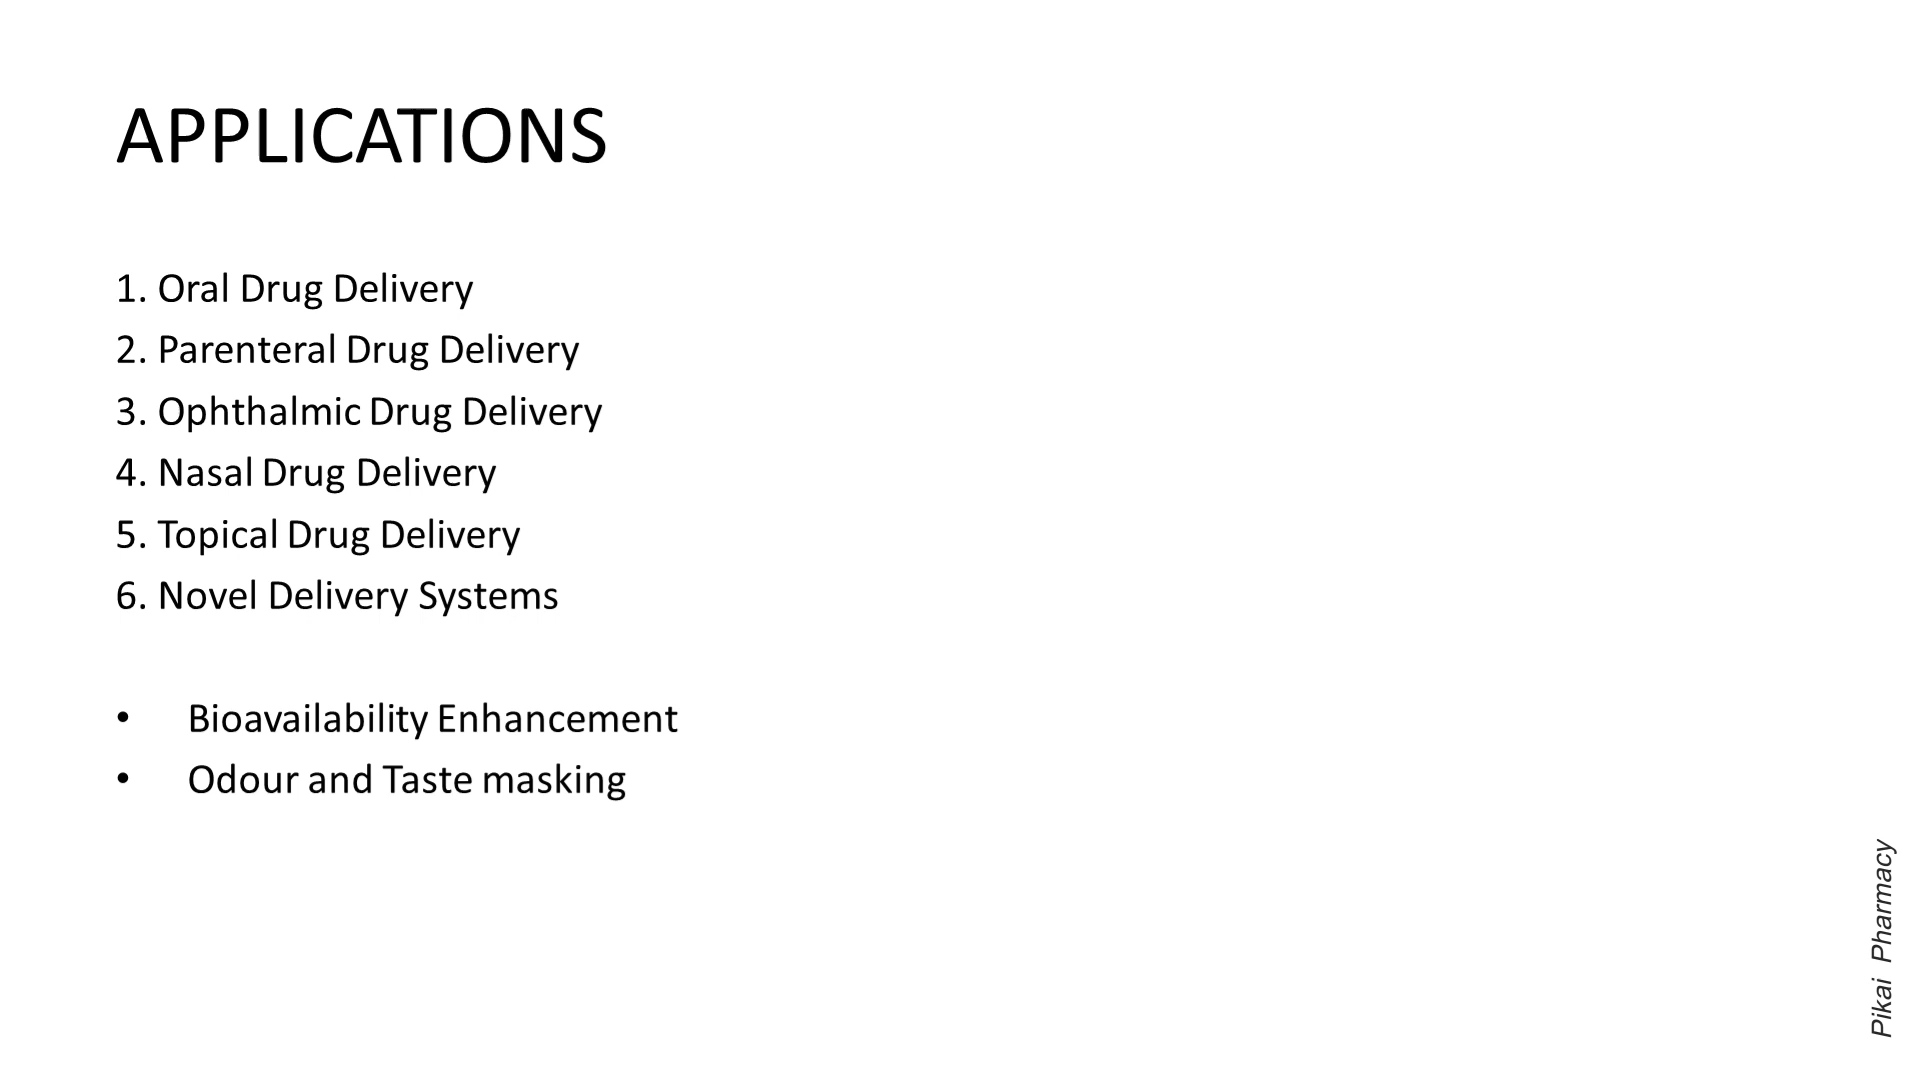 APPLICATIONS
1. Oral Drug Delivery
2. Parenteral Drug Delivery
3. Ophthalmic Drug Delivery
4. Nasal Drug Delivery
5. Topical Drug Delivery
6. Novel Delivery Systems
• Bioavailability Enhancement
• Odour and Taste masking
Pikai Pharmacy